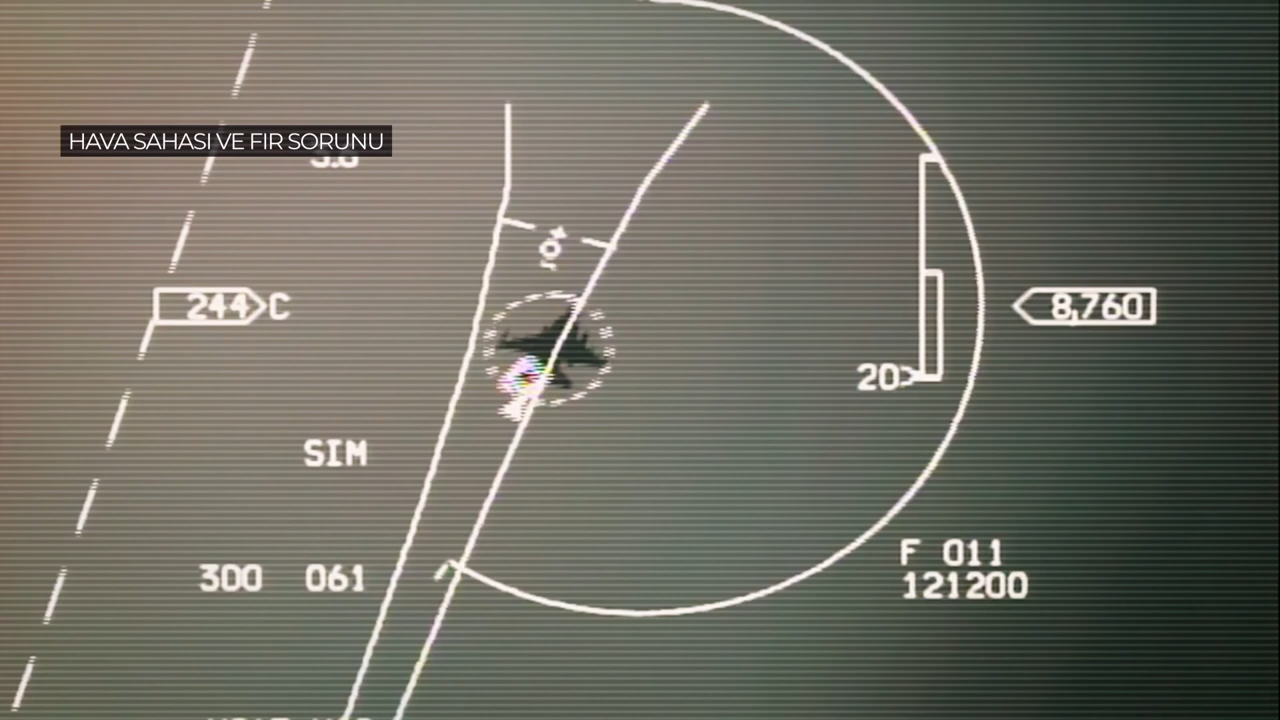 HAVA SAHASI VE FIR SORUNU
244 C
8,760
20
SIM
300 061
F 011
121200